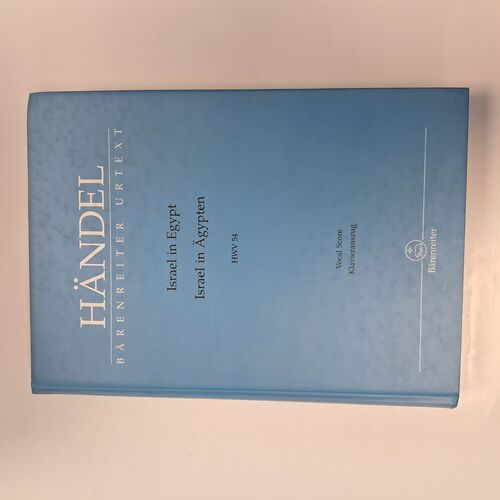 HÄNDEL
BÄRENREITER URTEXT
Israel in Egypt
Israel in Ägypten
HWV 54
Vocal Score
Klavierauszug
Bärenreiter